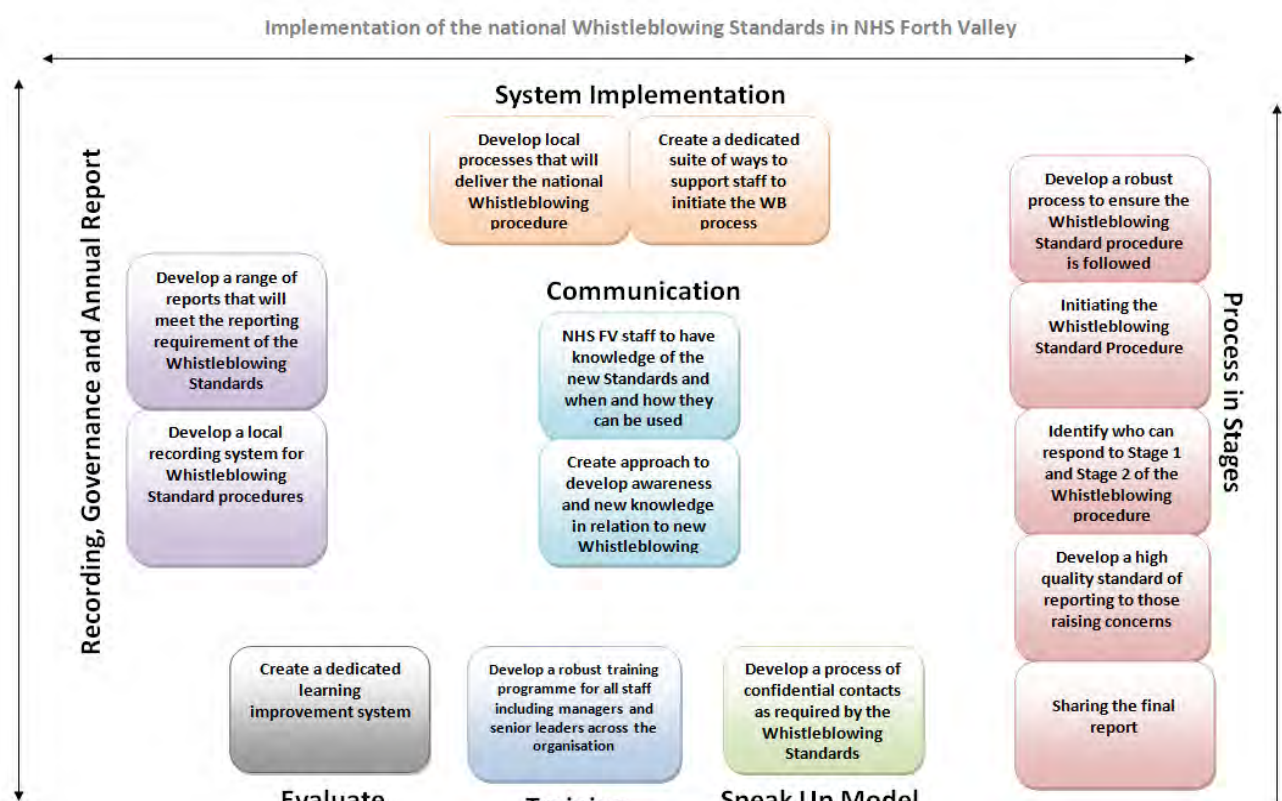 Implementation of the national Whistleblowing Standards in NHS Forth Valley
System Implementation
Develop local
processes that will
deliver the national
Whistleblowing
procedure
Create a dedicated
suite of ways to
support staff to
initiate the WB
process
Recording, Governance and Annual Report
Develop a range of
reports that will
meet the reporting
requirement of the
Whistleblowing
Standards
Develop a local
recording system for
Whistleblowing
Standard procedures
Communication
NHS FV staff to have
knowledge of the
new Standards and
when and how they
can be used
Create approach to
develop awareness
and new knowledge
in relation to new
Whistleblowing
Process in Stages
Develop a robust
process to ensure the
Whistleblowing
Standard procedure
is followed
Initiating the
Whistleblowing
Standard Procedure
Identify who can
respond to Stage 1
and Stage 2 of the
Whistleblowing
procedure
Develop a high
quality standard of
reporting to those
raising concerns
Sharing the final
report
Create a dedicated
learning
improvement system
Evaluate
Develop a robust training
programme for all staff
including managers and
senior leaders across the
organisation
Training
Develop a process of
confidential contacts
as required by the
Whistleblowing
Standards
Speak Up Model